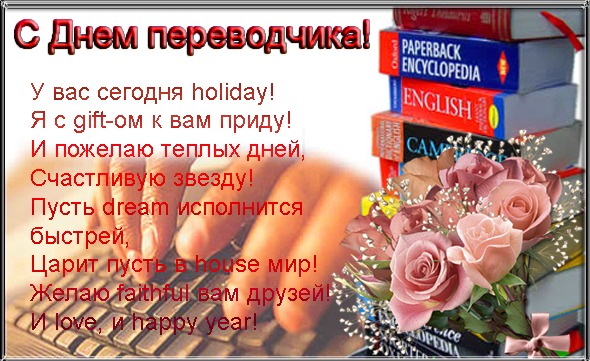 С Днем переводчика!
У вас сегодня holiday!
Я с gift-ом к вам приду!
И пожелаю теплых дней,
Счастливую звезду!
Пусть dream исполнится
быстрей,
Царит пусть в house мир!
Желаю faithful вам друзей!
И love, и happy year!
Oxford
PAPERBACK
ENCYCLOPEDIA
ENGLISH